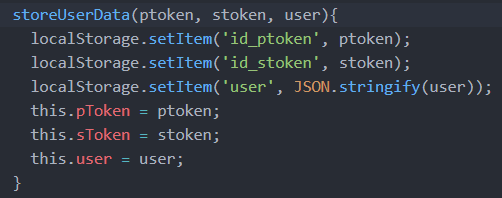 storeUserData(ptoken, stoken, user){
  localStorage.setItem('id_ptoken', ptoken);
  localStorage.setItem('id_stoken', stoken);
  localStorage.setItem('user', JSON.stringify(user));
  this.pToken = ptoken;
  this.sToken = stoken;
  this.user = user;
}